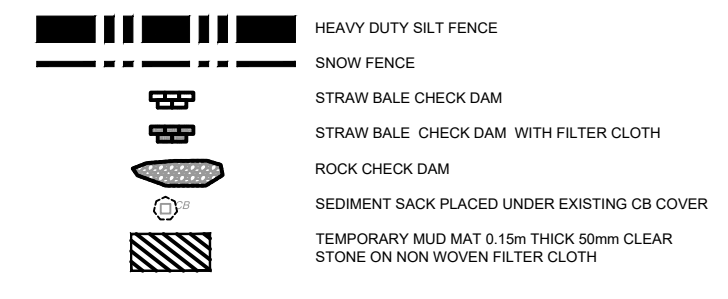 HEAVY DUTY SILT FENCE
SNOW FENCE
STRAW BALE CHECK DAM
STRAW BALE CHECK DAM WITH FILTER CLOTH
ROCK CHECK DAM
CB
SEDIMENT SACK PLACED UNDER EXISTING CB COVER
TEMPORARY MUD MAT 0.15m THICK 50mm CLEAR
STONE ON NON WOVEN FILTER CLOTH